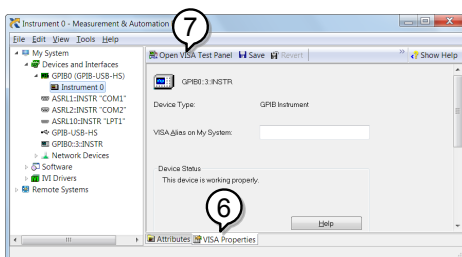 Instrument 0 - Measurement & Automation
7
File Edit View Tools Help
My System
Devices and Interfaces
GPIB0 (GPIB-USB-HS)
Instrument 0
ASRL1::INSTR "COM1"
ASRL2::INSTR "COM2"
ASRL10::INSTR "LPT1"
GPIB-USB-HS
GPIB0::3::INSTR
Network Devices
Software
IVI Drivers
Remote Systems
Open VISA Test Panel Save Revert » Show Help
GPIB0::3::INSTR
Device Type: GPIB Instrument
VISA Alias on My System:
Device Status
This device is working properly.
6
Help
Attributes VISA Properties